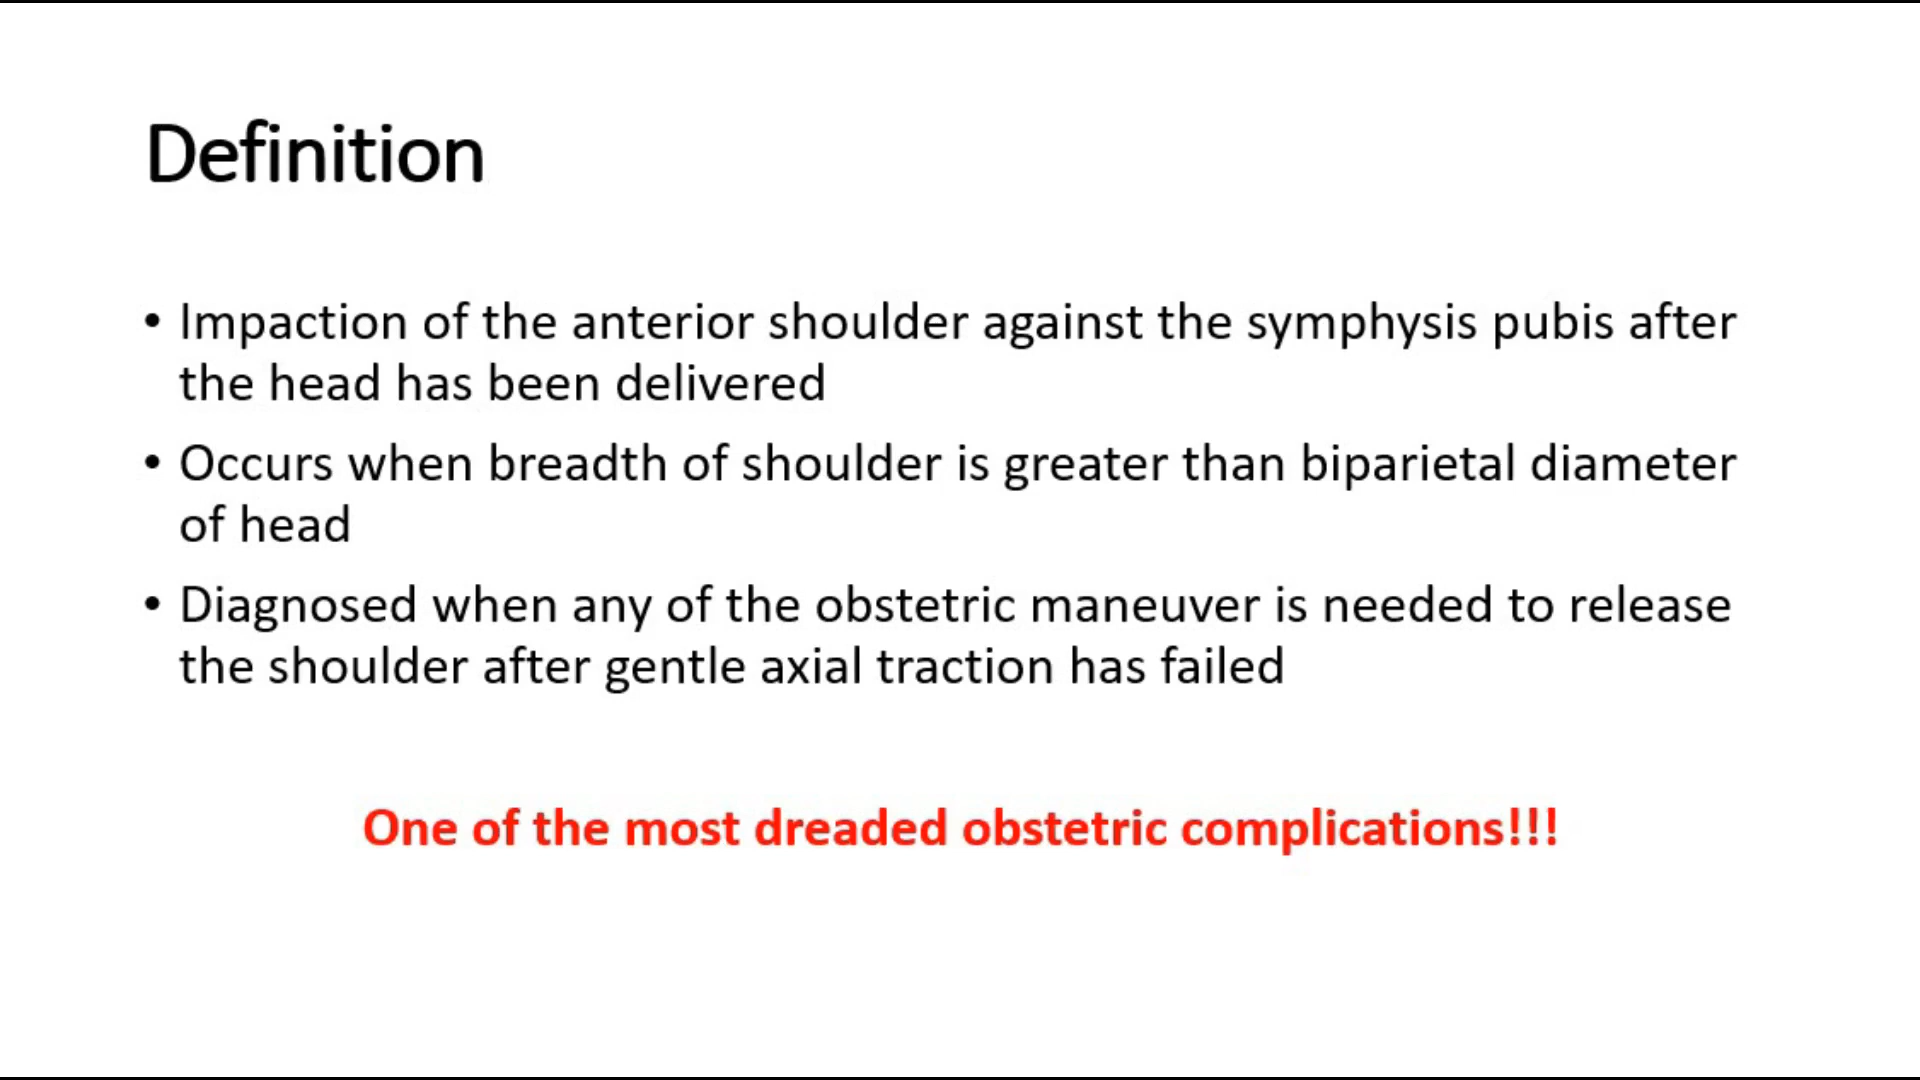 Definition
• Impaction of the anterior shoulder against the symphysis pubis after
the head has been delivered
• Occurs when breadth of shoulder is greater than biparietal diameter
of head
• Diagnosed when any of the obstetric maneuver is needed to release
the shoulder after gentle axial traction has failed
One of the most dreaded obstetric complications!!!